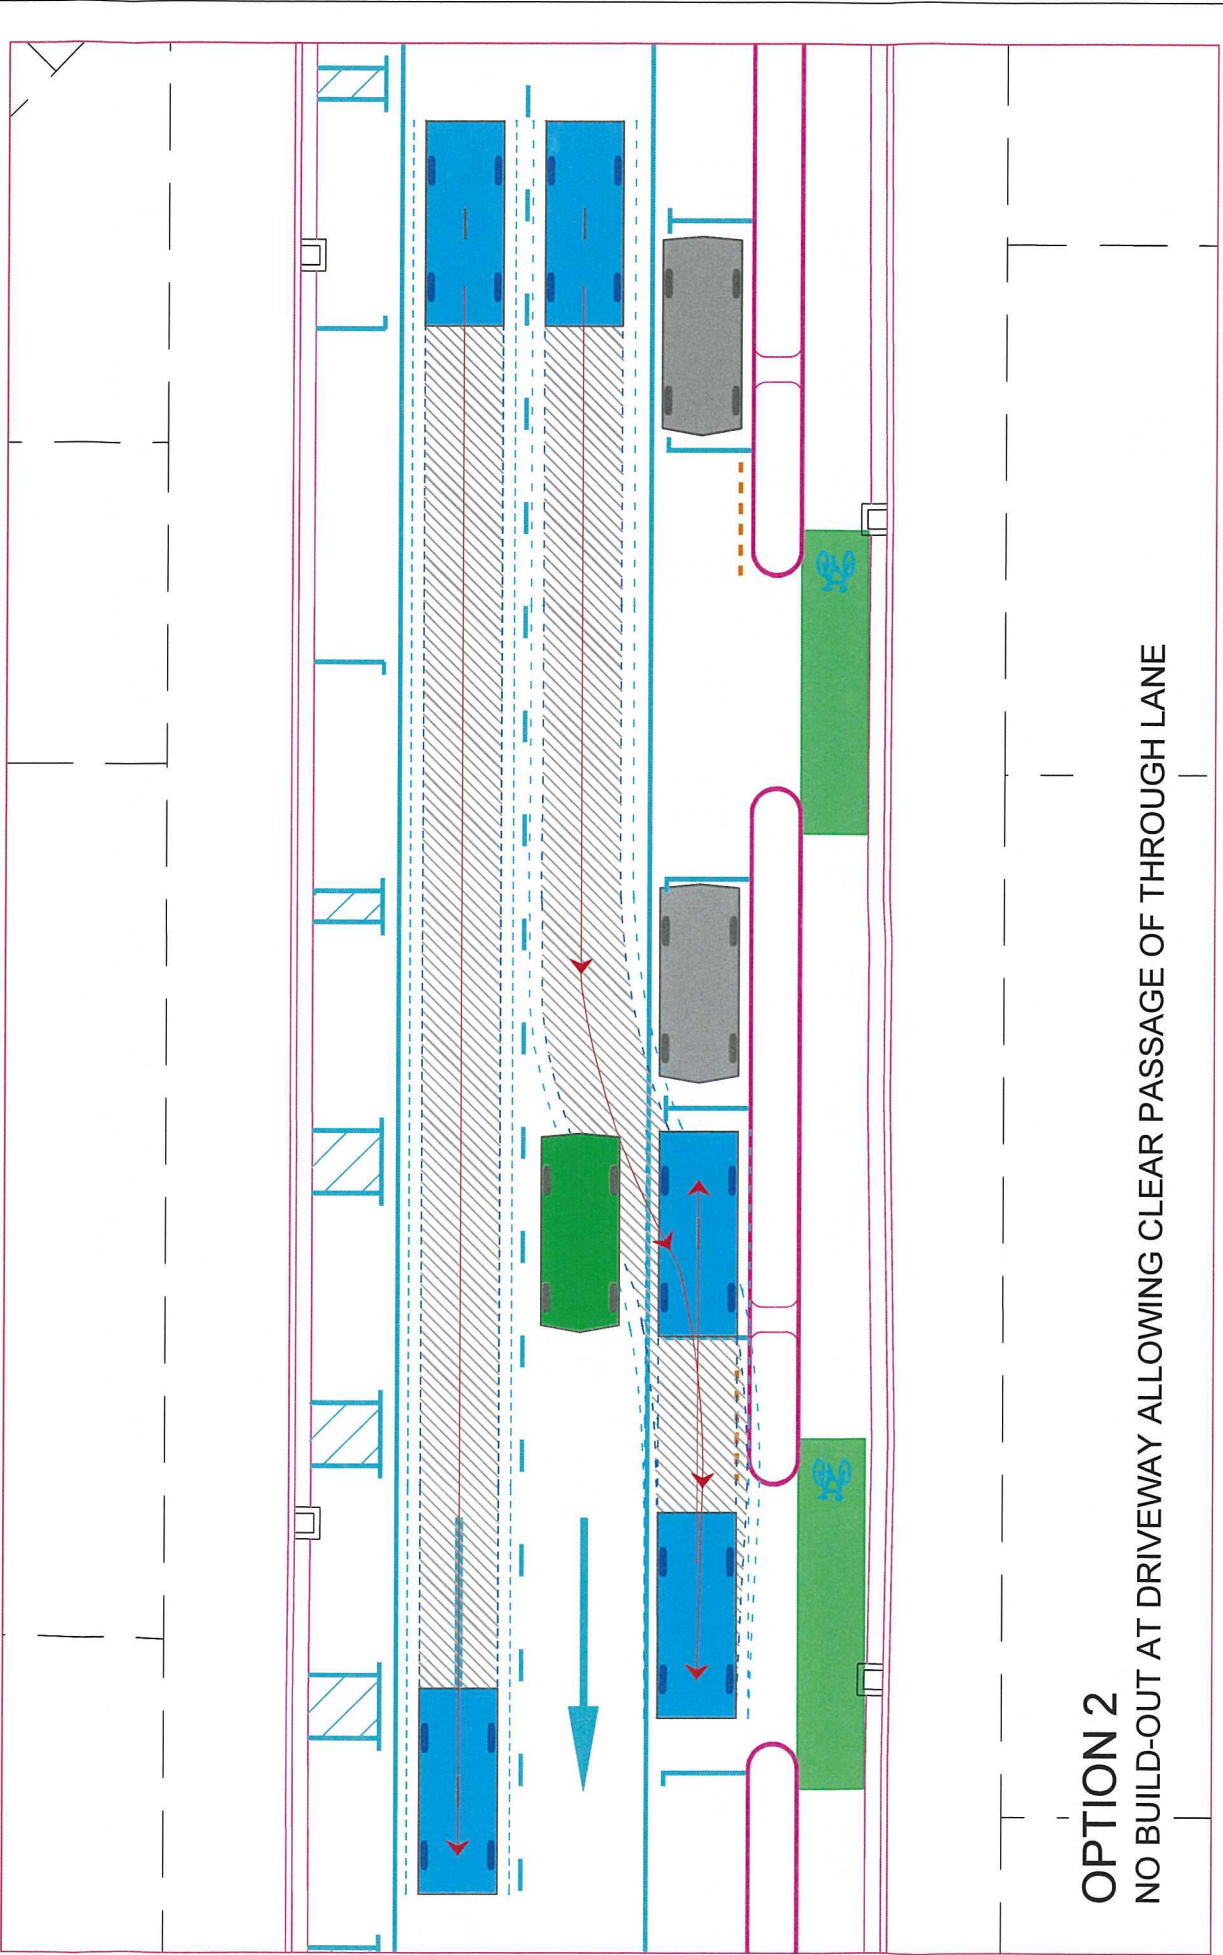 OPTION 2
NO BUILD-OUT AT DRIVEWAY ALLOWING CLEAR PASSAGE OF THROUGH LANE